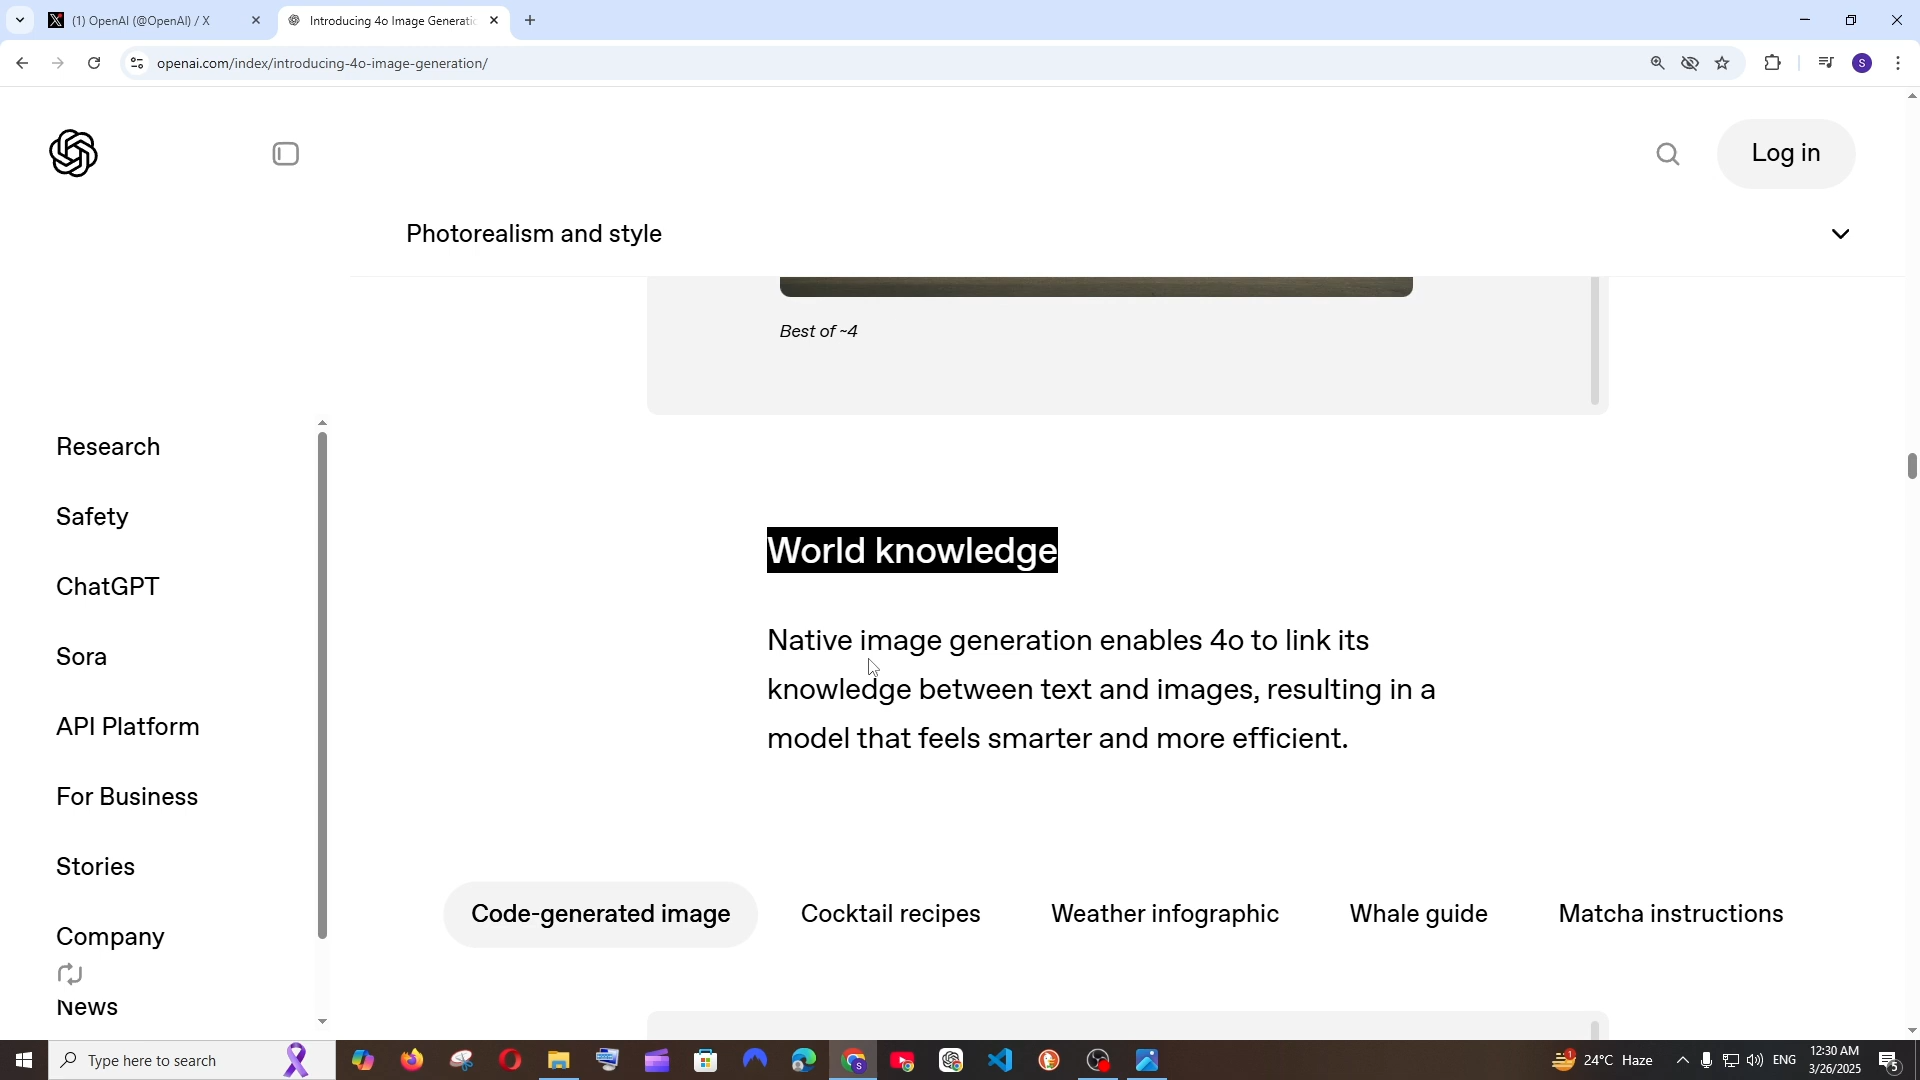 (1) OpenAI (@OpenAI) / X
Introducing 4o Image Generatio
openai.com/index/introducing-4o-image-generation/
S
Log in
Photorealism and style
Best of ~4
Research
Safety
ChatGPT
Sora
API Platform
For Business
Stories
Company
News
World knowledge
Native image generation enables 4o to link its
knowledge between text and images, resulting in a
model that feels smarter and more efficient.
Code-generated image
Cocktail recipes
Weather infographic
Whale guide
Matcha instructions
Type here to search
1
24°C Haze
ENG
12:30 AM
3/26/2025
5